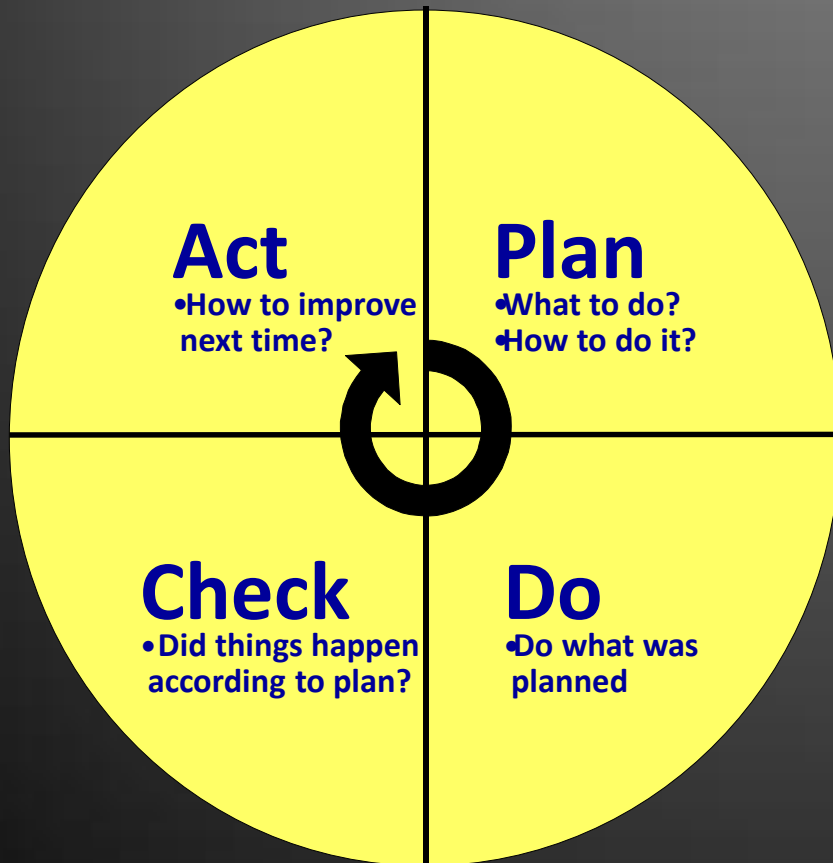 Act
•How to improve
next time?
Plan
•What to do?
•How to do it?
Check
•Did things happen
according to plan?
Do
•Do what was
planned